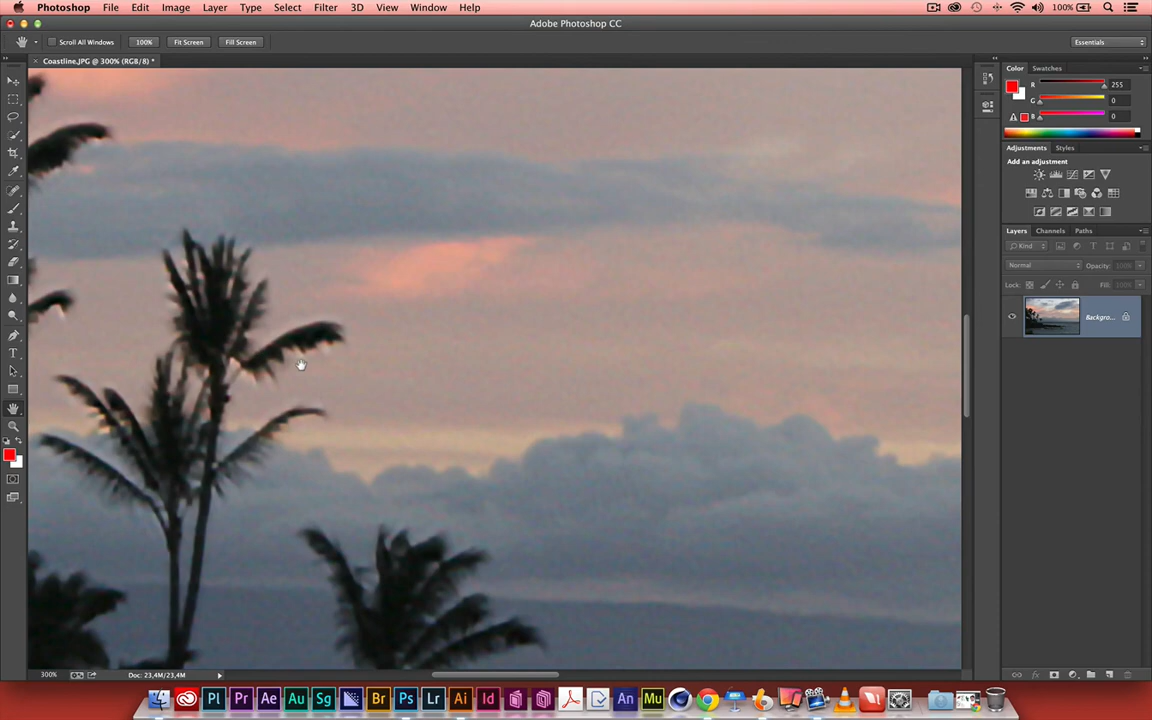 Photoshop File Edit Image Layer Type Select Filter 3D View Window Help 100%
Adobe Photoshop CC
Scroll All Windows 100% Fit Screen Fill Screen Essentials
× Coastline.JPG @ 300% (RGB/8) *
Color Swatches
R 255
G 0
B 0
Adjustments Styles
Add an adjustment
Layers Channels Paths
Kind
Normal Opacity: 100%
Lock: Fill: 100%
Backgro...
T
300% Doc: 23,4M/23,4M
Pl Pr Ae Au Sg Br Ps Lr Ai Id An Mu